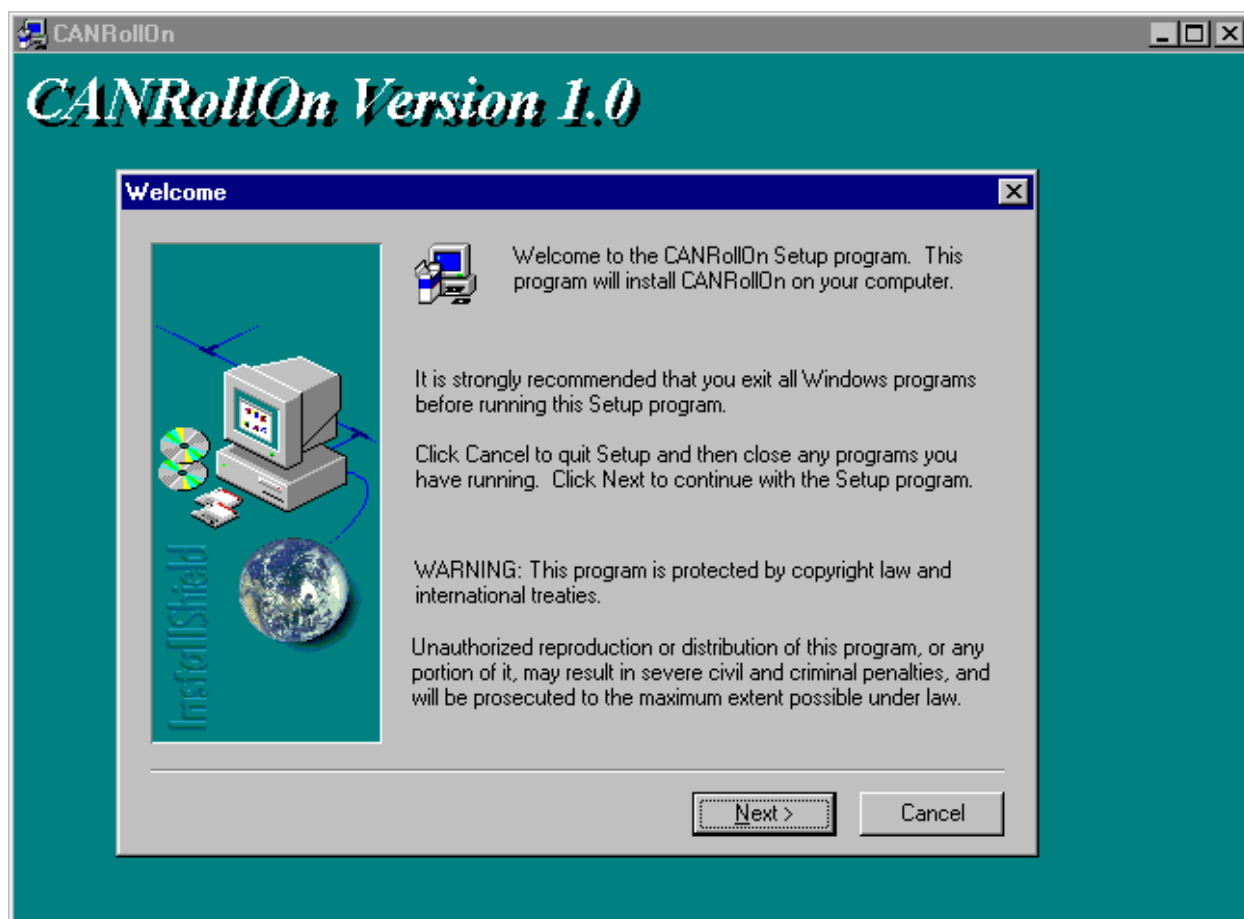 CANRollOn
CANRollOn Version 1.0
Welcome
Welcome to the CANRollOn Setup program. This
program will install CANRollOn on your computer.
It is strongly recommended that you exit all Windows programs
before running this Setup program.
Click Cancel to quit Setup and then close any programs you
have running. Click Next to continue with the Setup program.
WARNING: This program is protected by copyright law and
international treaties.
Unauthorized reproduction or distribution of this program, or any
portion of it, may result in severe civil and criminal penalties, and
will be prosecuted to the maximum extent possible under law.
InstallShield
Next >
Cancel